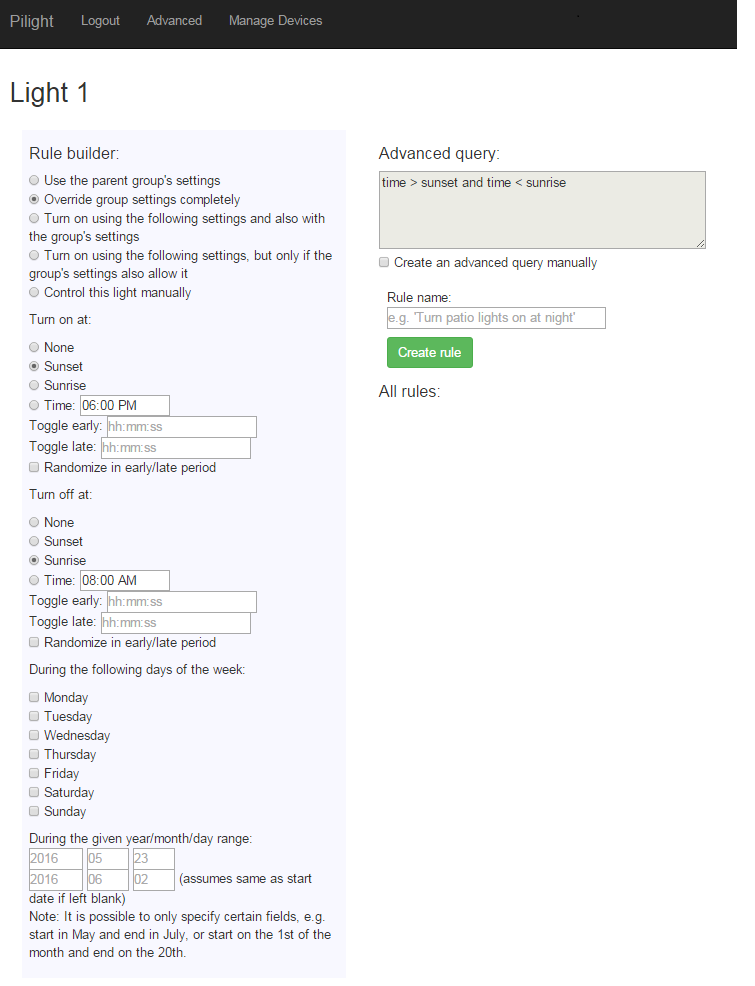 Pilight Logout Advanced Manage Devices
Light 1
Rule builder:
Use the parent group's settings
Override group settings completely
Turn on using the following settings and also with
the group's settings
Turn on using the following settings, but only if the
group's settings also allow it
Control this light manually
Turn on at:
None
Sunset
Sunrise
Time: 06:00 PM
Toggle early: hh:mm:ss
Toggle late: hh:mm:ss
Randomize in early/late period
Turn off at:
None
Sunset
Sunrise
Time: 08:00 AM
Toggle early: hh:mm:ss
Toggle late: hh:mm:ss
Randomize in early/late period
During the following days of the week:
Monday
Tuesday
Wednesday
Thursday
Friday
Saturday
Sunday
During the given year/month/day range:
2016 05 23
2016 06 02 (assumes same as start
date if left blank)
Note: It is possible to only specify certain fields, e.g.
start in May and end in July, or start on the 1st of the
month and end on the 20th.
Advanced query:
time > sunset and time < sunrise
Create an advanced query manually
Rule name:
e.g. 'Turn patio lights on at night'
Create rule
All rules: